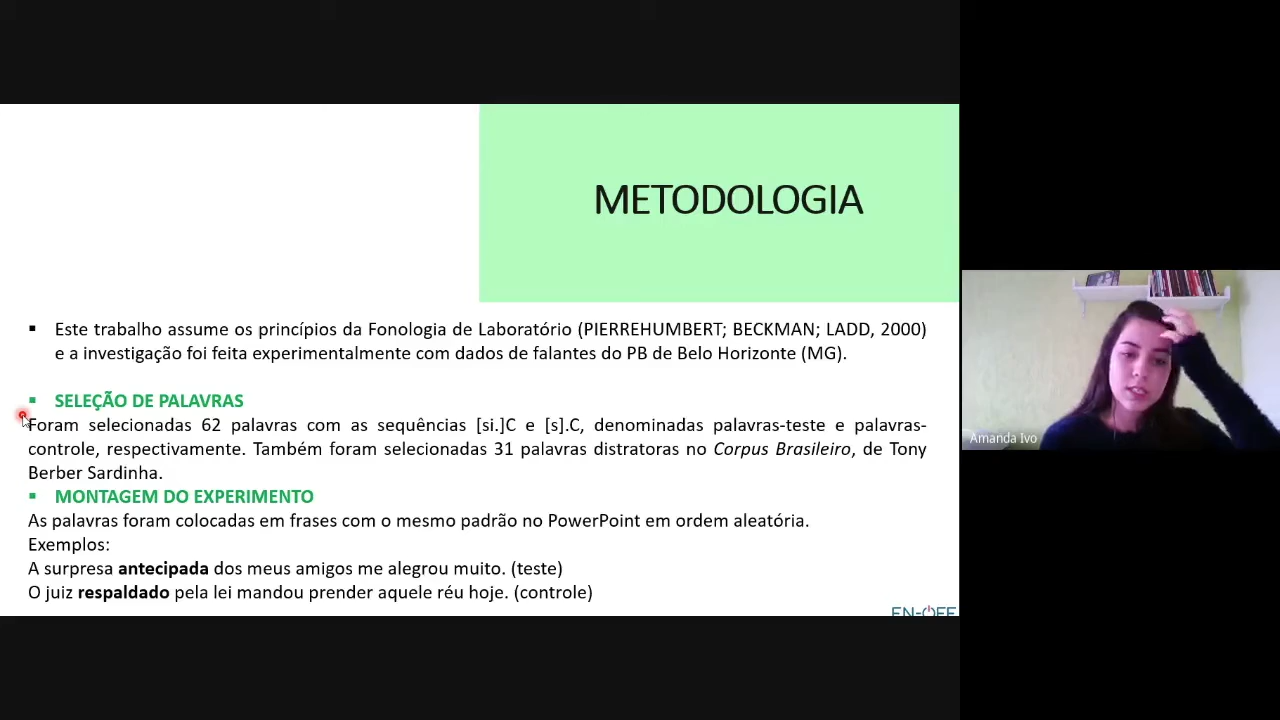 METODOLOGIA
▪ Este trabalho assume os princípios da Fonologia de Laboratório (PIERREHUMBERT; BECKMAN; LADD, 2000)
e a investigação foi feita experimentalmente com dados de falantes do PB de Belo Horizonte (MG).
▪ SELEÇÃO DE PALAVRAS
Foram selecionadas 62 palavras com as sequências [si.]C e [s].C, denominadas palavras-teste e palavras-
controle, respectivamente. Também foram selecionadas 31 palavras distratoras no Corpus Brasileiro, de Tony
Berber Sardinha.
▪ MONTAGEM DO EXPERIMENTO
As palavras foram colocadas em frases com o mesmo padrão no PowerPoint em ordem aleatória.
Exemplos:
A surpresa antecipada dos meus amigos me alegrou muito. (teste)
O juiz respaldado pela lei mandou prender aquele réu hoje. (controle)
Amanda Ivo